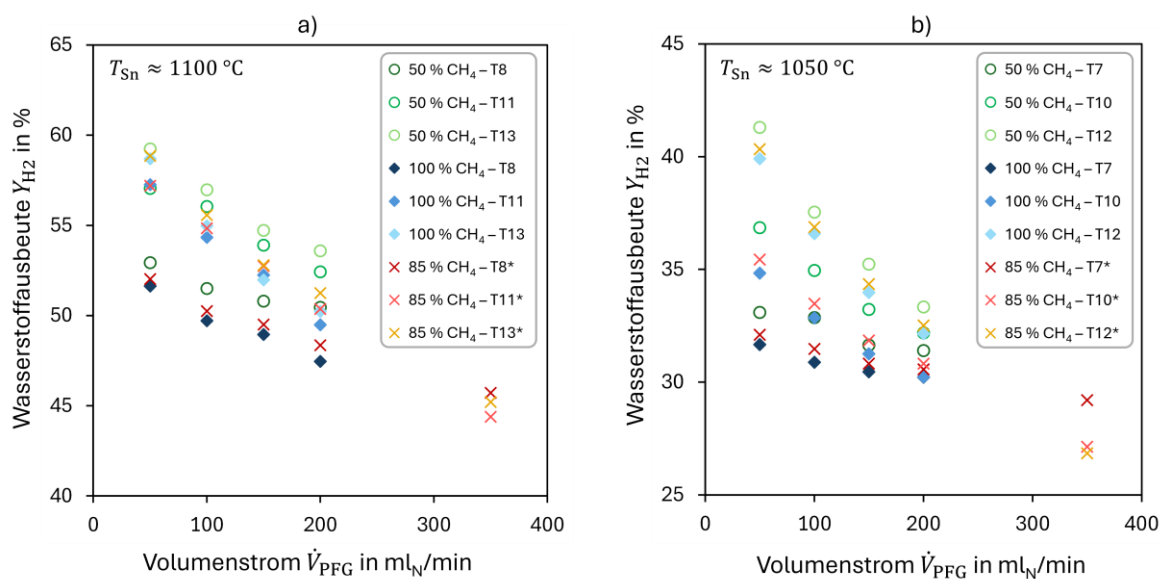 a)
T_Sn ≈ 1100 °C
Wasserstoffausbeute Y_H2 in %
65
60
55
50
45
40
0
100
200
300
400
Volumenstrom V̇_PFG in ml_N/min
50 % CH₄ – T8
50 % CH₄ – T11
50 % CH₄ – T13
100 % CH₄ – T8
100 % CH₄ – T11
100 % CH₄ – T13
85 % CH₄ – T8*
85 % CH₄ – T11*
85 % CH₄ – T13*
b)
T_Sn ≈ 1050 °C
Wasserstoffausbeute Y_H2 in %
45
40
35
30
25
0
100
200
300
400
Volumenstrom V̇_PFG in ml_N/min
50 % CH₄ – T7
50 % CH₄ – T10
50 % CH₄ – T12
100 % CH₄ – T7
100 % CH₄ – T10
100 % CH₄ – T12
85 % CH₄ – T7*
85 % CH₄ – T10*
85 % CH₄ – T12*